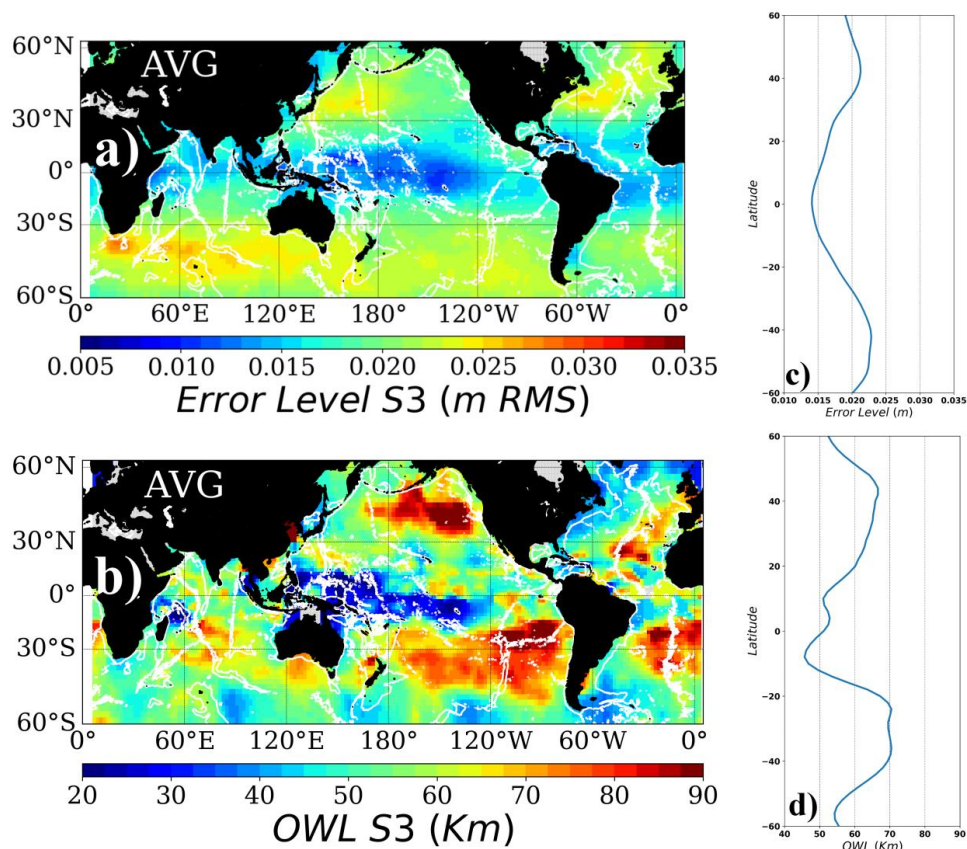 AVG
a)
60°N
30°N
0°
30°S
60°S
0° 60°E 120°E 180° 120°W 60°W 0°
0.005 0.010 0.015 0.020 0.025 0.030 0.035
Error Level S3 (m RMS)
60
40
20
0
-20
-40
-60
Latitude
c)
0.010 0.015 0.020 0.025 0.030 0.035
Error Level (m)
AVG
b)
60°N
30°N
0°
30°S
60°S
0° 60°E 120°E 180° 120°W 60°W 0°
20 30 40 50 60 70 80 90
OWL S3 (Km)
60
40
20
0
-20
-40
-60
Latitude
d)
40 50 60 70 80 90
OWL (Km)